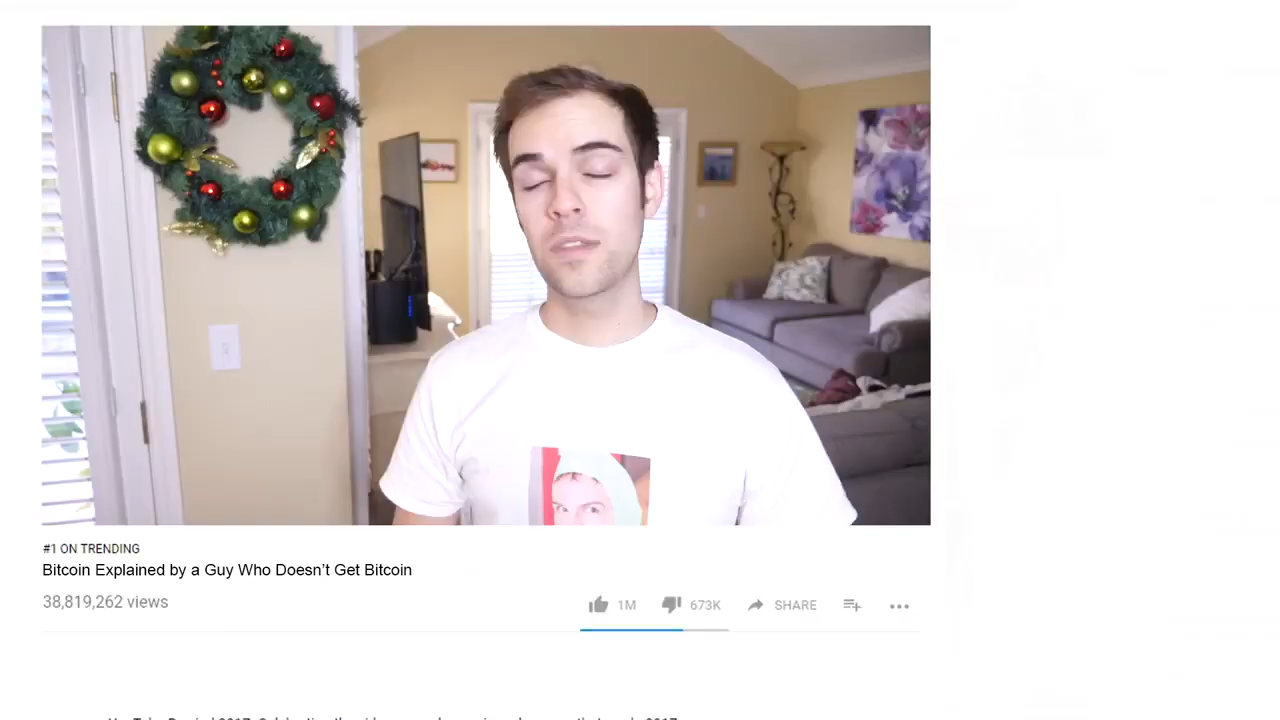 #1 ON TRENDING
Bitcoin Explained by a Guy Who Doesn't Get Bitcoin
38,819,262 views
1M
673K
SHARE